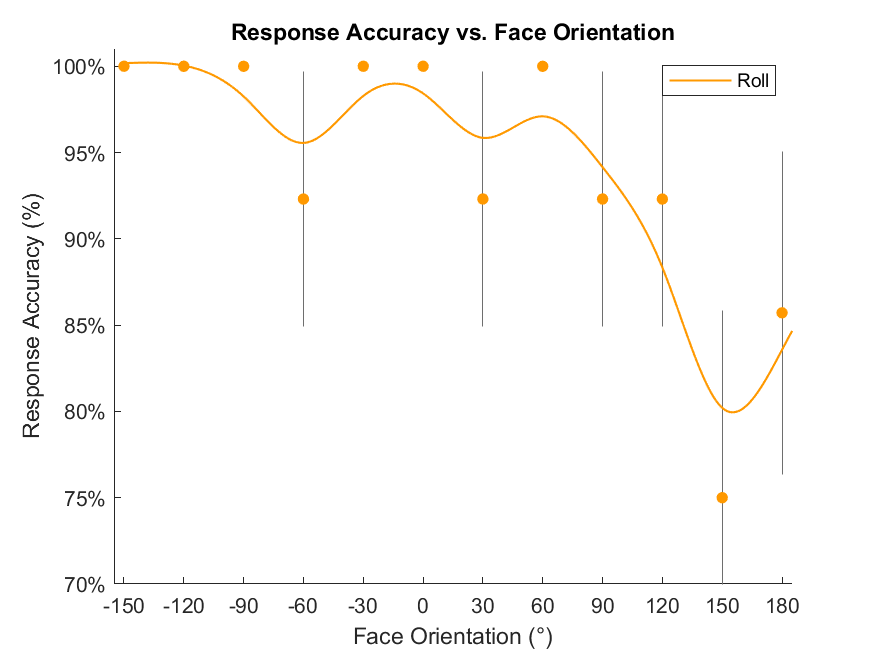 Response Accuracy vs. Face Orientation
Roll
100%
95%
90%
85%
80%
75%
70%
Response Accuracy (%)
-150 -120 -90 -60 -30 0 30 60 90 120 150 180
Face Orientation (°)